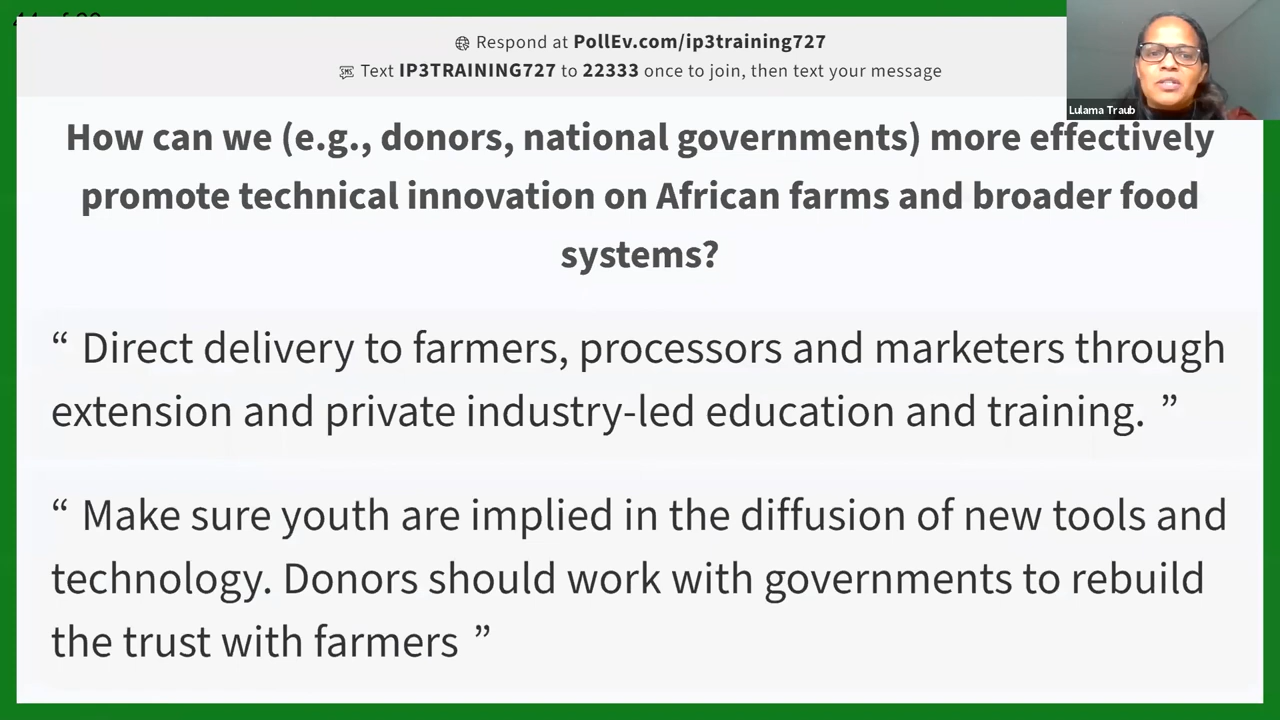 Respond at PollEv.com/ip3training727
Text IP3TRAINING727 to 22333 once to join, then text your message
Lulama Traub
How can we (e.g., donors, national governments) more effectively
promote technical innovation on African farms and broader food
systems?
“ Direct delivery to farmers, processors and marketers through
extension and private industry-led education and training. ”
“ Make sure youth are implied in the diffusion of new tools and
technology. Donors should work with governments to rebuild
the trust with farmers ”